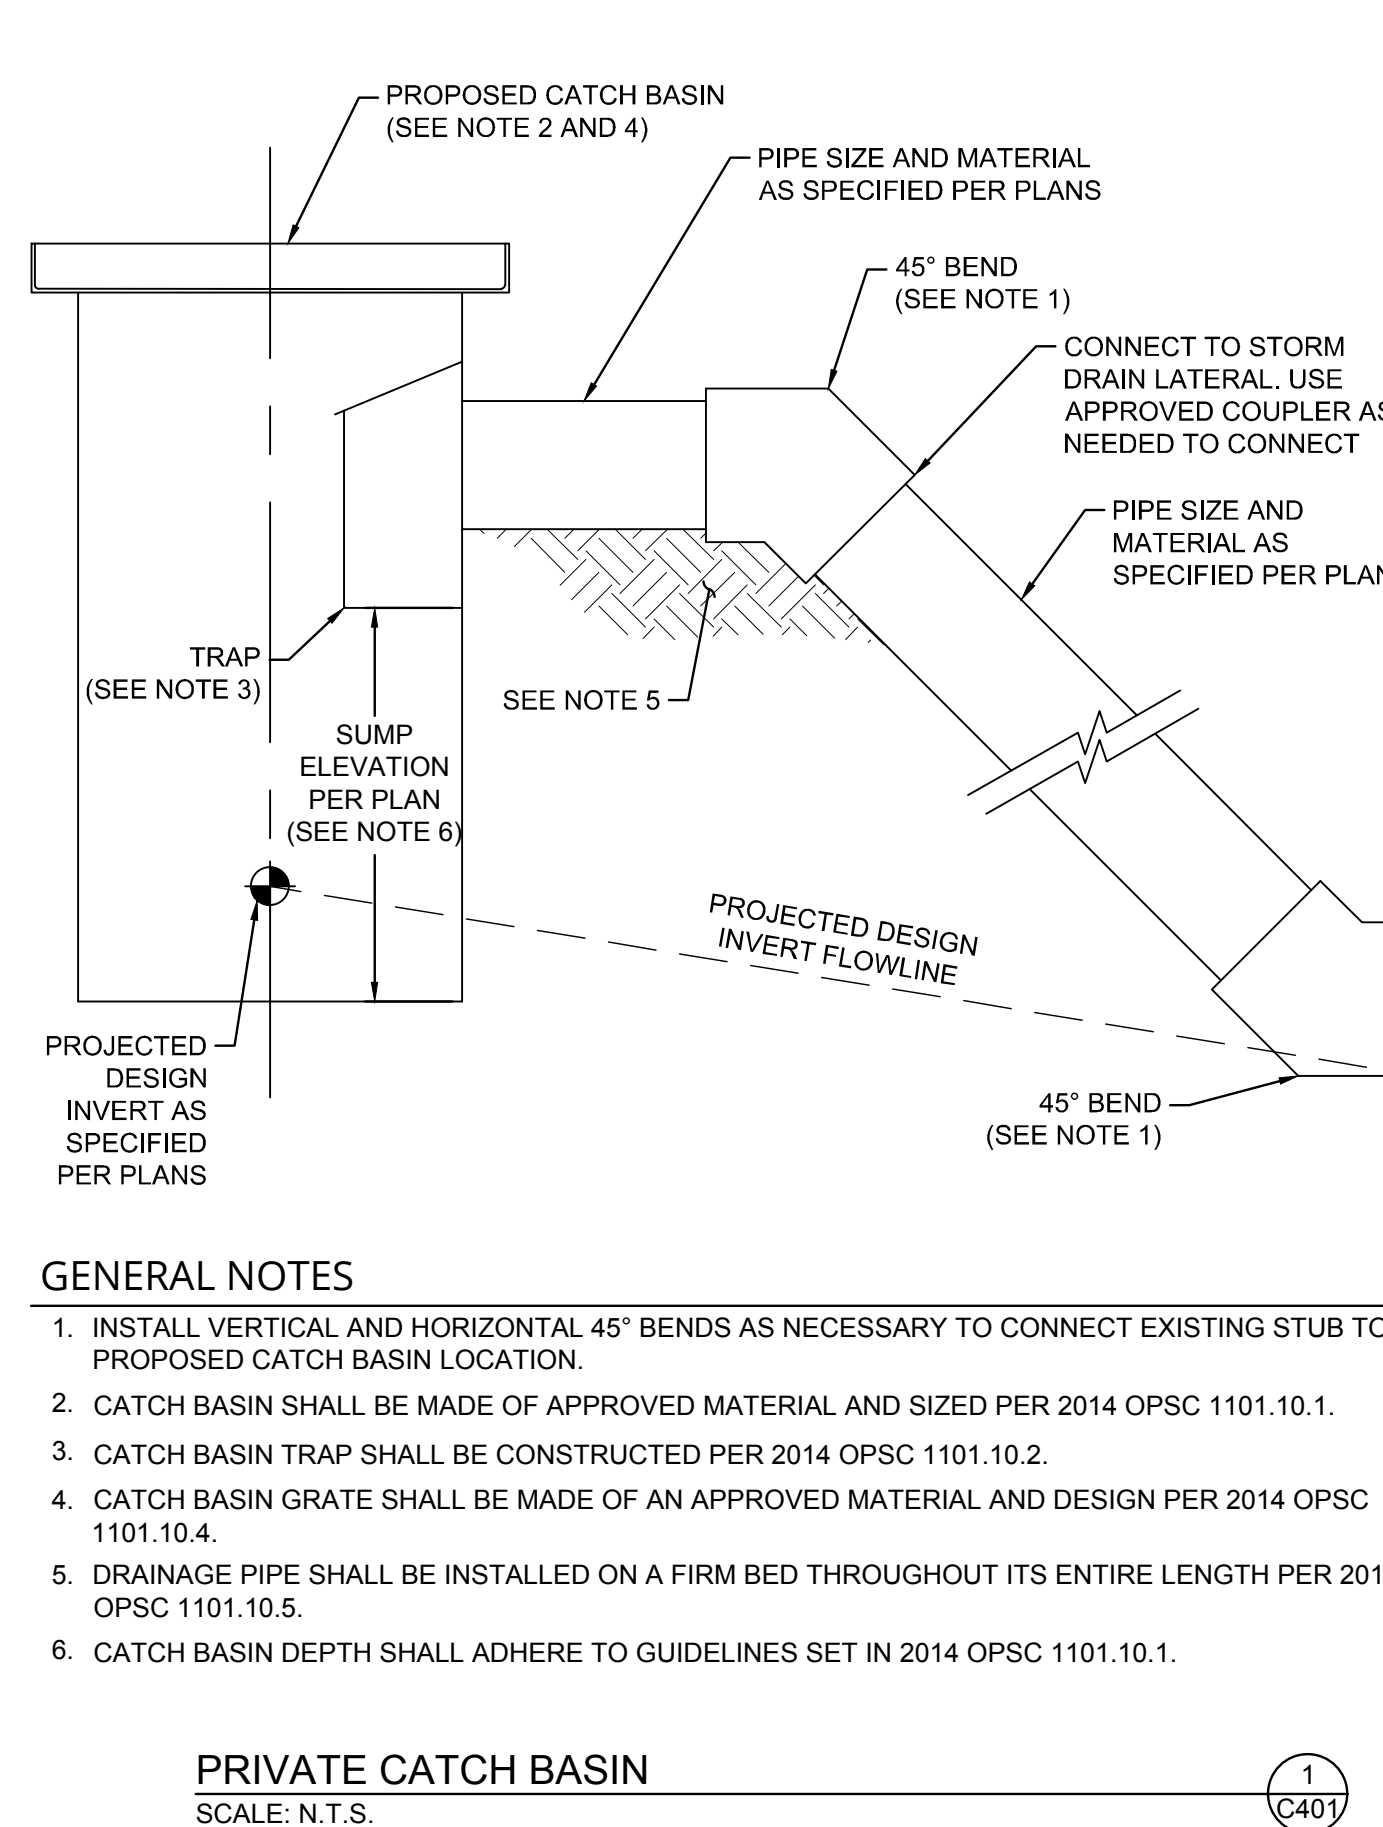 PROPOSED CATCH BASIN
(SEE NOTE 2 AND 4)
PIPE SIZE AND MATERIAL
AS SPECIFIED PER PLANS
45° BEND
(SEE NOTE 1)
CONNECT TO STORM
DRAIN LATERAL. USE
APPROVED COUPLER AS
NEEDED TO CONNECT
PIPE SIZE AND
MATERIAL AS
SPECIFIED PER PLAN
TRAP
(SEE NOTE 3)
SEE NOTE 5
SUMP
ELEVATION
PER PLAN
(SEE NOTE 6)
PROJECTED DESIGN
INVERT FLOWLINE
PROJECTED
DESIGN
INVERT AS
SPECIFIED
PER PLANS
45° BEND
(SEE NOTE 1)
GENERAL NOTES
1. INSTALL VERTICAL AND HORIZONTAL 45° BENDS AS NECESSARY TO CONNECT EXISTING STUB TO
PROPOSED CATCH BASIN LOCATION.
2. CATCH BASIN SHALL BE MADE OF APPROVED MATERIAL AND SIZED PER 2014 OPSC 1101.10.1.
3. CATCH BASIN TRAP SHALL BE CONSTRUCTED PER 2014 OPSC 1101.10.2.
4. CATCH BASIN GRATE SHALL BE MADE OF AN APPROVED MATERIAL AND DESIGN PER 2014 OPSC
1101.10.4.
5. DRAINAGE PIPE SHALL BE INSTALLED ON A FIRM BED THROUGHOUT ITS ENTIRE LENGTH PER 201
OPSC 1101.10.5.
6. CATCH BASIN DEPTH SHALL ADHERE TO GUIDELINES SET IN 2014 OPSC 1101.10.1.
PRIVATE CATCH BASIN
SCALE: N.T.S.
1
C401